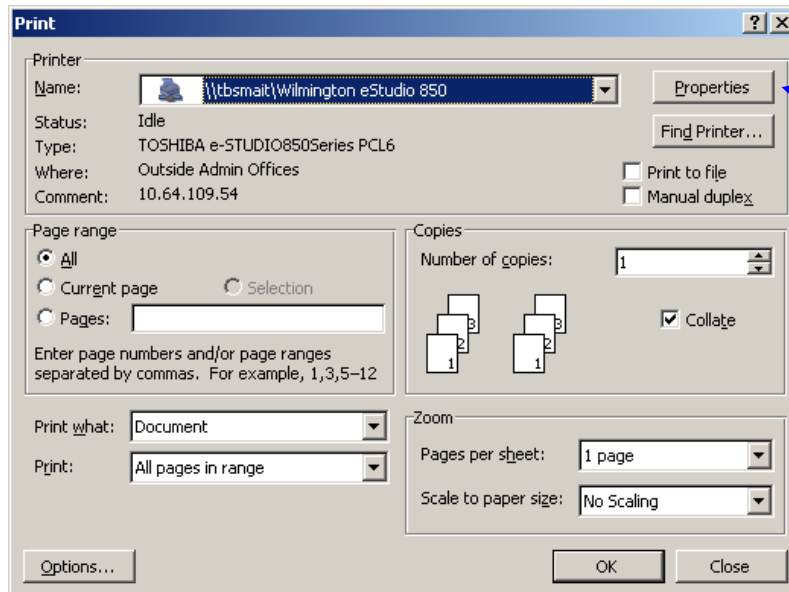 Print
Printer
Name: \\tbsmait\Wilmington eStudio 850 Properties
Status: Idle
Find Printer...
Type: TOSHIBA e-STUDIO850Series PCL6
Where: Outside Admin Offices
Print to file
Comment: 10.64.109.54
Manual duplex
Page range
All
Current page Selection
Pages:
Enter page numbers and/or page ranges
separated by commas. For example, 1,3,5–12
Copies
Number of copies: 1
3 3
2 2
1 1
Collate
Print what: Document
Print: All pages in range
Zoom
Pages per sheet: 1 page
Scale to paper size: No Scaling
Options... OK Close